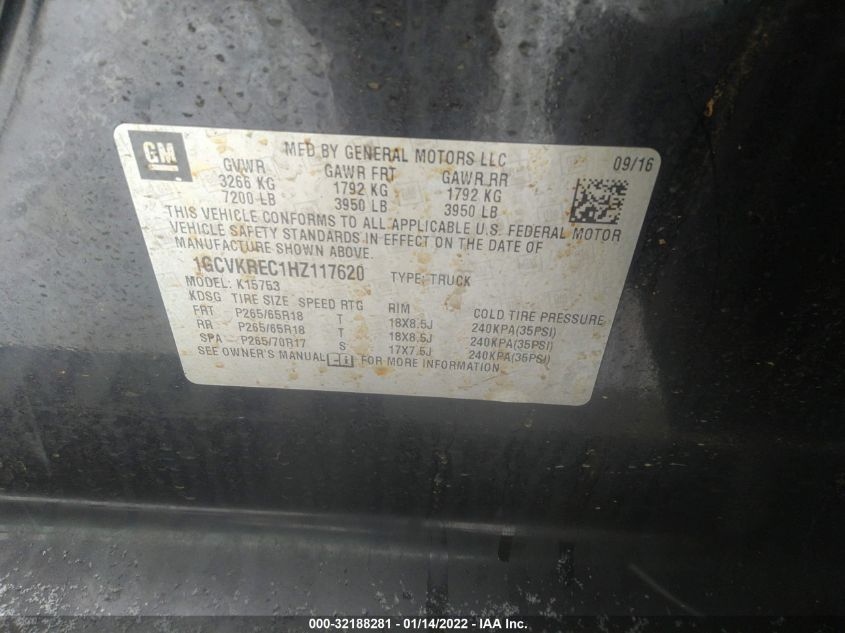 GM
MFD BY GENERAL MOTORS LLC
09/16
GVWR GAWR FRT GAWR RR
3266 KG 1792 KG 1792 KG
7200 LB 3950 LB 3950 LB
THIS VEHICLE CONFORMS TO ALL APPLICABLE U.S. FEDERAL MOTOR
VEHICLE SAFETY STANDARDS IN EFFECT ON THE DATE OF
MANUFACTURE SHOWN ABOVE.
1GCVKREC1HZ117620 TYPE: TRUCK
MODEL: K15753
KDSG TIRE SIZE SPEED RTG RIM COLD TIRE PRESSURE
FRT P265/65R18 T 18X8.5J 240KPA(35PSI)
RR P265/65R18 T 18X8.5J 240KPA(35PSI)
SPA P265/70R17 S 17X7.5J 240KPA(35PSI)
SEE OWNER'S MANUAL FOR MORE INFORMATION
000-32188281 - 01/14/2022 - IAA Inc.